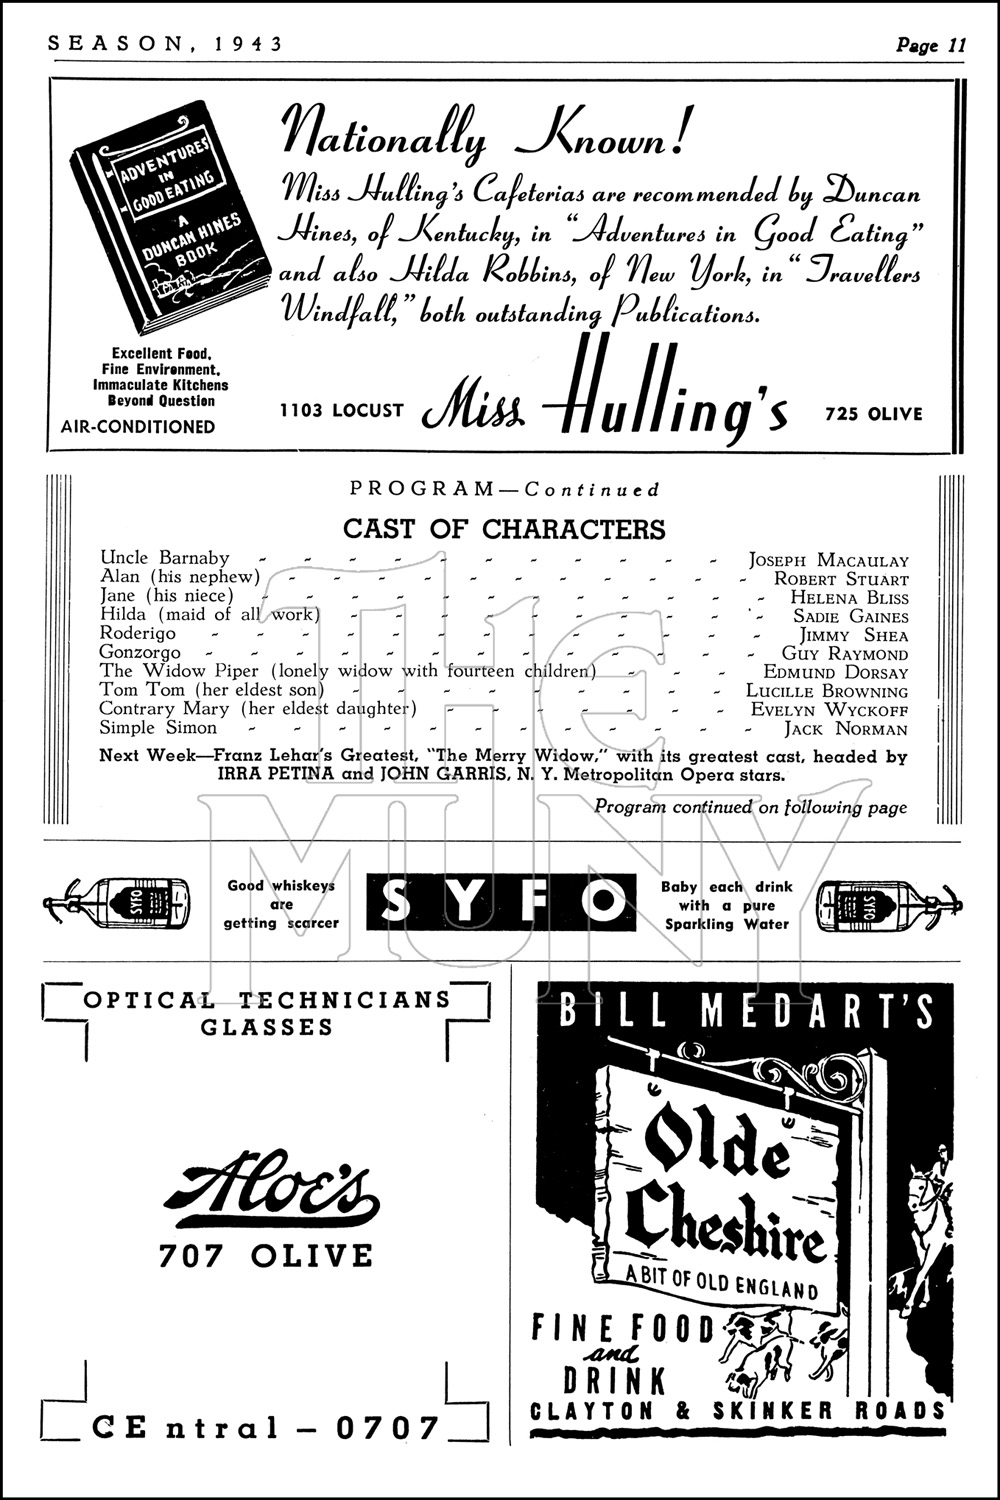 SEASON, 1943
Page 11
ADVENTURES
IN
GOOD EATING
A
DUNCAN HINES
BOOK
Excellent Food,
Fine Environment,
Immaculate Kitchens
Beyond Question
AIR-CONDITIONED
Nationally Known!
Miss Hulling's Cafeterias are recommended by Duncan
Hines, of Kentucky, in "Adventures in Good Eating"
and also Hilda Robbins, of New York, in "Travellers
Windfall," both outstanding Publications.
1103 LOCUST Miss Hulling's 725 OLIVE
PROGRAM—Continued
CAST OF CHARACTERS
Uncle Barnaby - - - - - - - - - - - JOSEPH MACAULAY
Alan (his nephew) - - - - - - - - - - ROBERT STUART
Jane (his niece) - - - - - - - - - - - HELENA BLISS
Hilda (maid of all work) - - - - - - - - - SADIE GAINES
Roderigo - - - - - - - - - - - - - JIMMY SHEA
Gonzorgo - - - - - - - - - - - - - GUY RAYMOND
The Widow Piper (lonely widow with fourteen children) - - - EDMUND DORSAY
Tom Tom (her eldest son) - - - - - - - - - LUCILLE BROWNING
Contrary Mary (her eldest daughter) - - - - - - - EVELYN WYCKOFF
Simple Simon - - - - - - - - - - - - JACK NORMAN
Next Week—Franz Lehar's Greatest, "The Merry Widow," with its greatest cast, headed by
IRRA PETINA and JOHN GARRIS, N. Y. Metropolitan Opera stars.
Program continued on following page
THE
MUNY
SYFO
Good whiskeys
are
getting scarcer
SYFO
Baby each drink
with a pure
Sparkling Water
SYFO
OPTICAL TECHNICIANS
GLASSES
Aloe's
707 OLIVE
CEntral – 0707
BILL MEDART'S
"Olde"
Cheshire
A BIT OF OLD ENGLAND
FINE FOOD
and
DRINK
CLAYTON & SKINKER ROADS